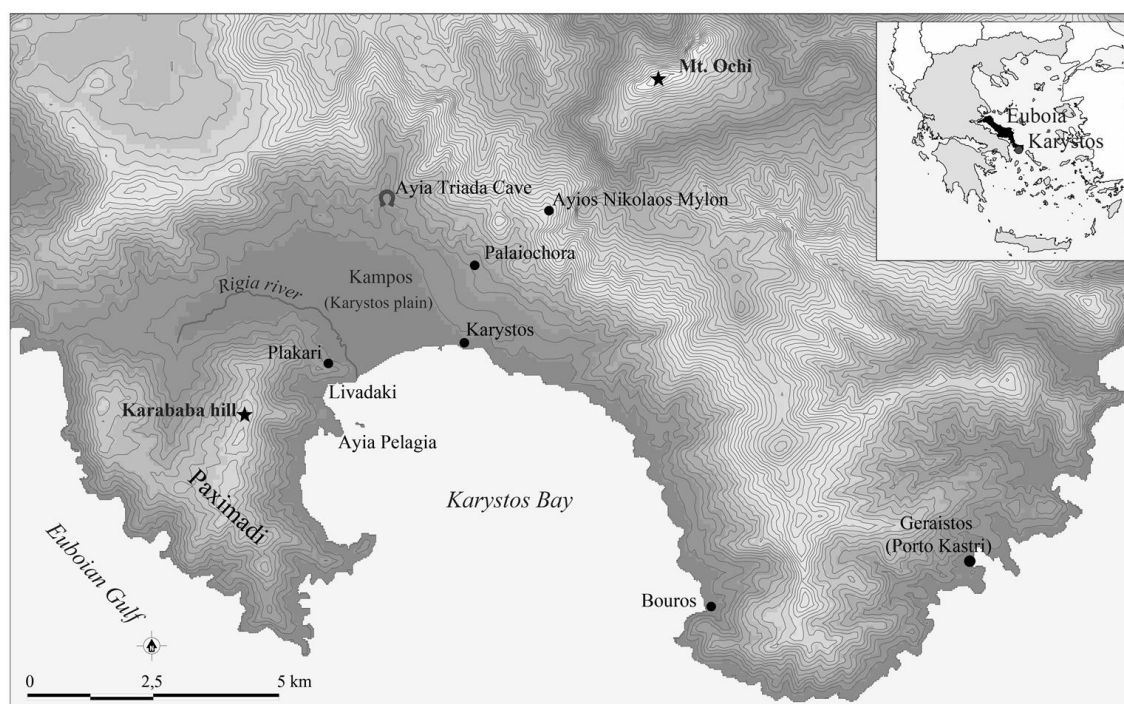 Mt. Ochi
Euboia
Karystos
Ayia Triada Cave
Ayios Nikolaos Mylon
Palaiochora
Kampos
(Karystos plain)
Rigia river
Karystos
Plakari
Livadaki
Karababa hill
Ayia Pelagia
Paximadi
Karystos Bay
Geraistos
(Porto Kastri)
Euboian Gulf
Bouros
N
0 2,5 5 km